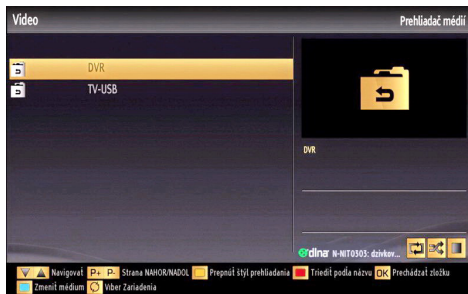 Video Prehliadač médií
DVR
TV-USB
DVR
dlna N-NIT0303: dzivkov...
Navigovať P+ P- Strana NAHOR/NADOL Prepnúť štýl prehliadania Triediť podľa názvu OK Prechádzať zložku
Zmeniť médium Viber Zariadenia